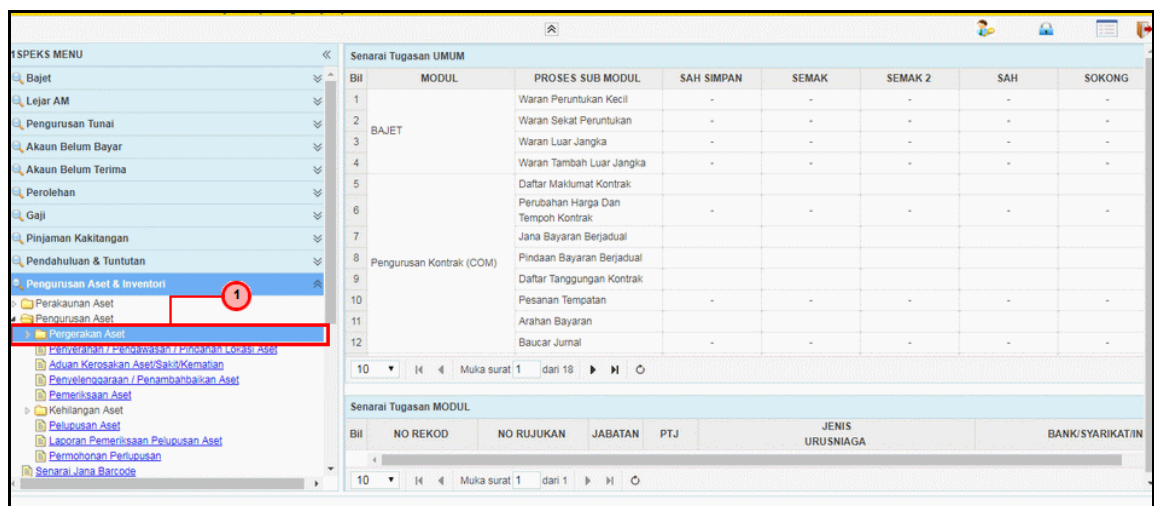 1SPEKS MENU
Bajet
Lejar AM
Pengurusan Tunai
Akaun Belum Bayar
Akaun Belum Terima
Perolehan
Gaji
Pinjaman Kakitangan
Pendahuluan & Tuntutan
Pengurusan Aset & Inventori
Perakaunan Aset
Pengurusan Aset
1
Pergerakan Aset
Penyerahan / Pengawasan / Pindahan Lokasi Aset
Aduan Kerosakan Aset/Sakit/Kematian
Penyelenggaraan / Penambahbaikan Aset
Pemeriksaan Aset
Kehilangan Aset
Pelupusan Aset
Laporan Pemeriksaan Pelupusan Aset
Permohonan Perlupusan
Senarai Jana Barcode
Senarai Tugasan UMUM
Bil MODUL PROSES SUB MODUL SAH SIMPAN SEMAK SEMAK 2 SAH SOKONG
1 Waran Peruntukan Kecil - - - - -
2 Waran Sekat Peruntukan - - - - -
BAJET
3 Waran Luar Jangka - - - - -
4 Waran Tambah Luar Jangka - - - - -
5 Daftar Maklumat Kontrak
6 Perubahan Harga Dan
Tempoh Kontrak - - - - -
7 Jana Bayaran Berjadual
8 Pindaan Bayaran Berjadual
Pengurusan Kontrak (COM)
9 Daftar Tanggungan Kontrak
10 Pesanan Tempatan - - - - -
11 Arahan Bayaran
12 Baucar Jurnal - - - - -
10 Muka surat 1 dari 18
Senarai Tugasan MODUL
Bil NO REKOD NO RUJUKAN JABATAN PTJ JENIS
URUSNIAGA BANK/SYARIKAT/IN
10 Muka surat 1 dari 1